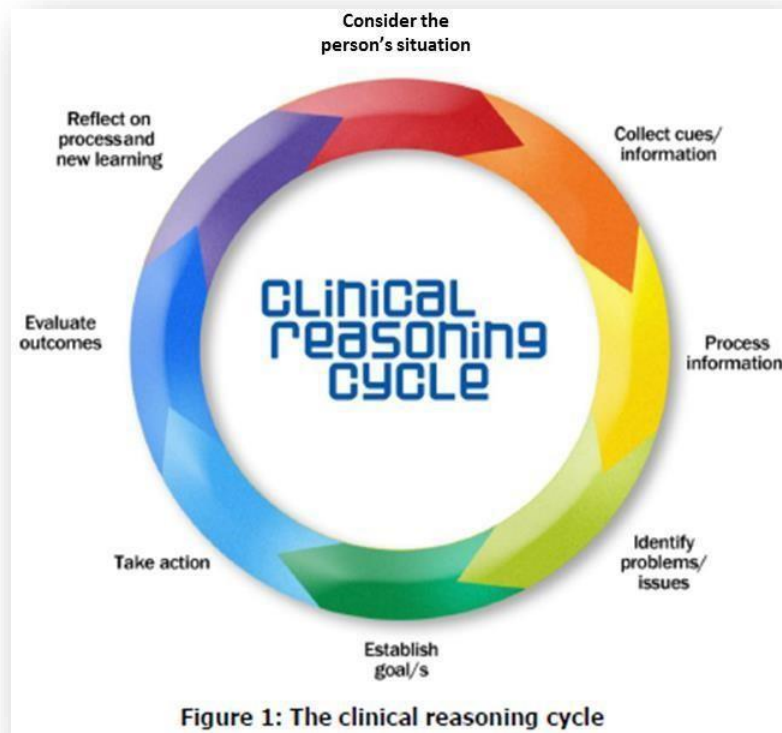 Consider the
person's situation
Collect cues/
information
Process
information
Identify
problems/
issues
Establish
goal/s
Take action
Evaluate
outcomes
Reflect on
processand
new learning
CLiniCAL
reasoning
CYCLe
Figure 1: The clinical reasoning cycle